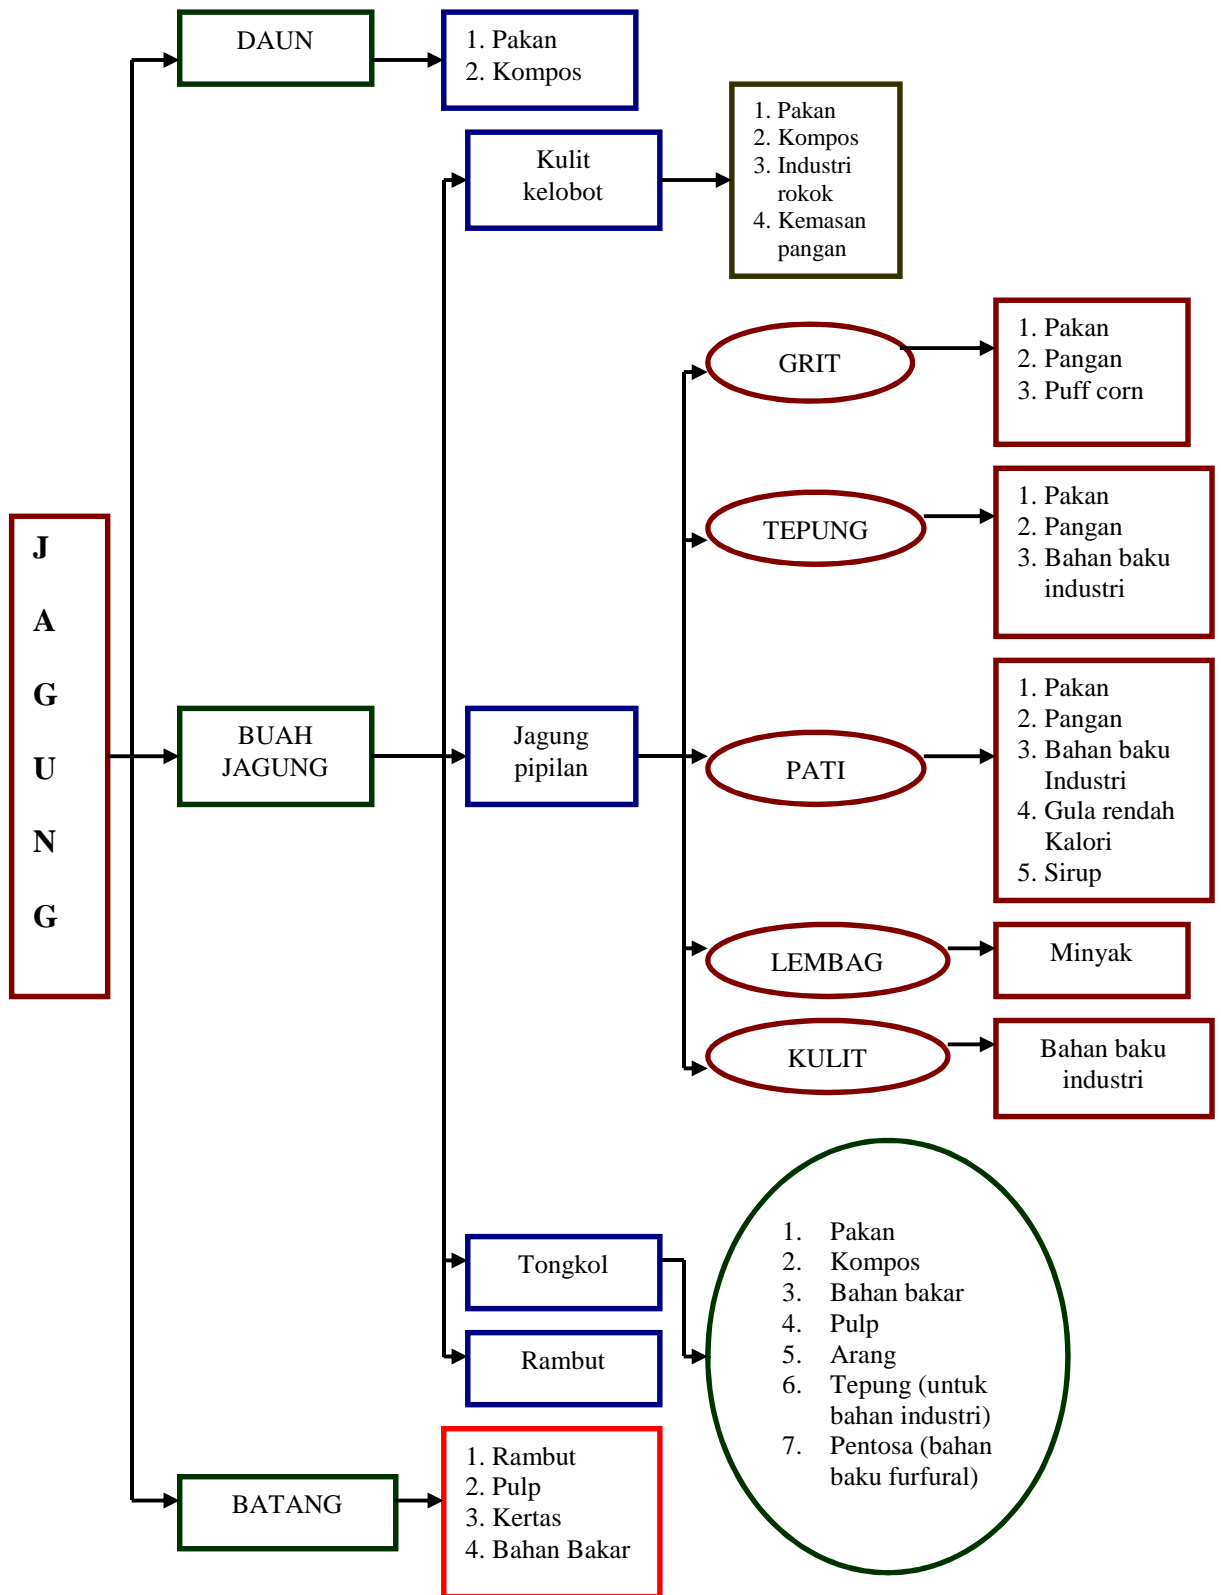 DAUN
1. Pakan
2. Kompos
Kulit
kelobot
1. Pakan
2. Kompos
3. Industri
rokok
4. Kemasan
pangan
GRIT
1. Pakan
2. Pangan
3. Puff corn
TEPUNG
1. Pakan
2. Pangan
3. Bahan baku
industri
J
A
G
U
N
G
BUAH
JAGUNG
Jagung
pipilan
PATI
1. Pakan
2. Pangan
3. Bahan baku
Industri
4. Gula rendah
Kalori
5. Sirup
LEMBAG
Minyak
KULIT
Bahan baku
industri
Tongkol
Rambut
1. Pakan
2. Kompos
3. Bahan bakar
4. Pulp
5. Arang
6. Tepung (untuk
bahan industri)
7. Pentosa (bahan
baku furfural)
BATANG
1. Rambut
2. Pulp
3. Kertas
4. Bahan Bakar